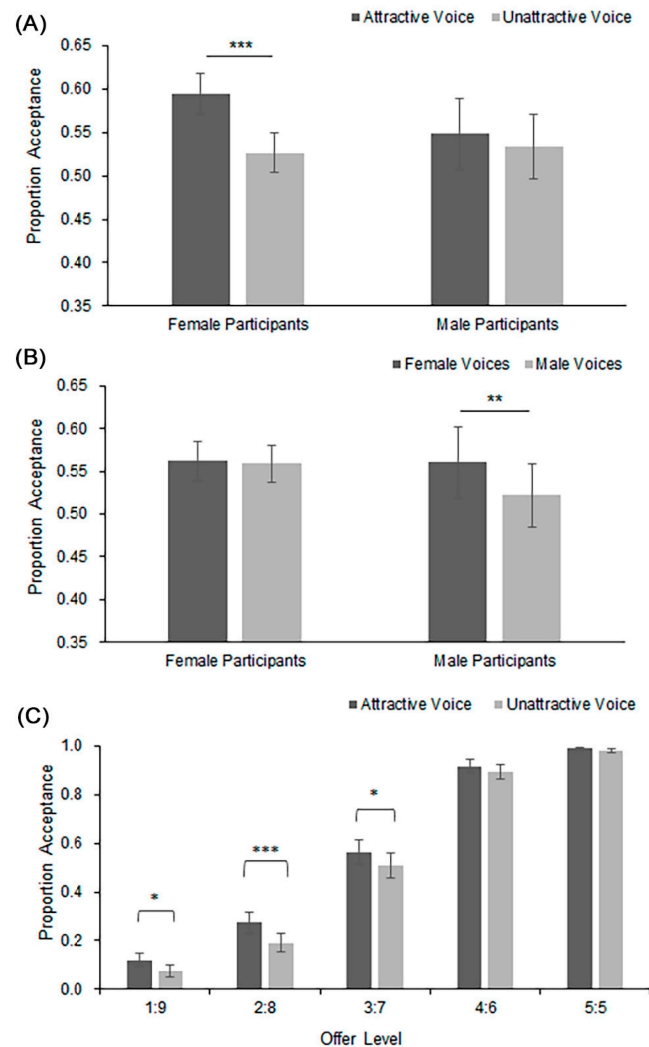 (A)
Attractive Voice Unattractive Voice
0.65
0.60
0.55
0.50
0.45
0.40
0.35
Proportion Acceptance
***
Female Participants Male Participants
(B)
Female Voices Male Voices
0.65
0.60
0.55
0.50
0.45
0.40
0.35
Proportion Acceptance
**
Female Participants Male Participants
(C)
Attractive Voice Unattractive Voice
1.0
0.8
0.6
0.4
0.2
0.0
Proportion Acceptance
* *** *
1:9 2:8 3:7 4:6 5:5
Offer Level